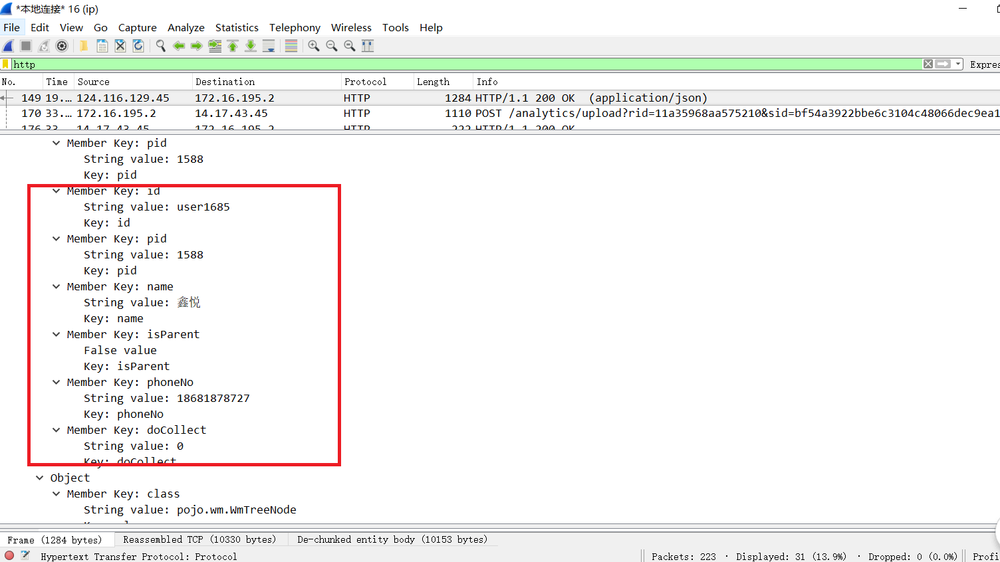 *本地连接* 16 (ip)
File Edit View Go Capture Analyze Statistics Telephony Wireless Tools Help
http
No. Time Source Destination Protocol Length Info
149 19.… 124.116.129.45 172.16.195.2 HTTP 1284 HTTP/1.1 200 OK (application/json)
170 33.… 172.16.195.2 14.17.43.45 HTTP 1110 POST /analytics/upload?rid=11a35968aa575210&sid=bf54a3922bbe6c3104c48066dec9ea1
176 33 14.17.43.45 172.16.195.2 HTTP 222 HTTP/1.1 200 OK
Member Key: pid
String value: 1588
Key: pid
Member Key: id
String value: user1685
Key: id
Member Key: pid
String value: 1588
Key: pid
Member Key: name
String value: 鑫悦
Key: name
Member Key: isParent
False value
Key: isParent
Member Key: phoneNo
String value: 18681878727
Key: phoneNo
Member Key: doCollect
String value: 0
Key: doCollect
Object
Member Key: class
String value: pojo.wm.WmTreeNode
Frame (1284 bytes) Reassembled TCP (10330 bytes) De-chunked entity body (10153 bytes)
Hypertext Transfer Protocol: Protocol Packets: 223 · Displayed: 31 (13.9%) · Dropped: 0 (0.0%) Profi